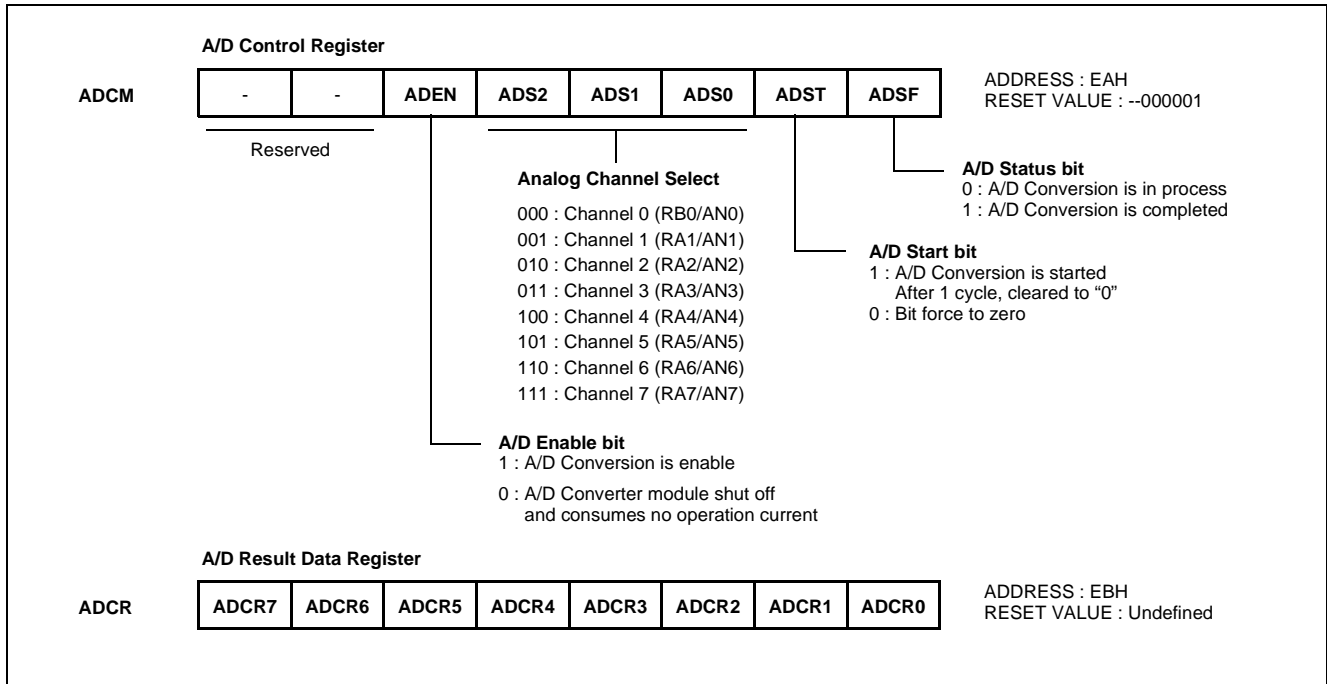 A/D Control Register
ADCM
- - ADEN ADS2 ADS1 ADS0 ADST ADSF
ADDRESS : EAH
RESET VALUE : --000001
Reserved
Analog Channel Select
000 : Channel 0 (RB0/AN0)
001 : Channel 1 (RA1/AN1)
010 : Channel 2 (RA2/AN2)
011 : Channel 3 (RA3/AN3)
100 : Channel 4 (RA4/AN4)
101 : Channel 5 (RA5/AN5)
110 : Channel 6 (RA6/AN6)
111 : Channel 7 (RA7/AN7)
A/D Status bit
0 : A/D Conversion is in process
1 : A/D Conversion is completed
A/D Start bit
1 : A/D Conversion is started
After 1 cycle, cleared to “0”
0 : Bit force to zero
A/D Enable bit
1 : A/D Conversion is enable
0 : A/D Converter module shut off
and consumes no operation current
A/D Result Data Register
ADCR
ADCR7 ADCR6 ADCR5 ADCR4 ADCR3 ADCR2 ADCR1 ADCR0
ADDRESS : EBH
RESET VALUE : Undefined